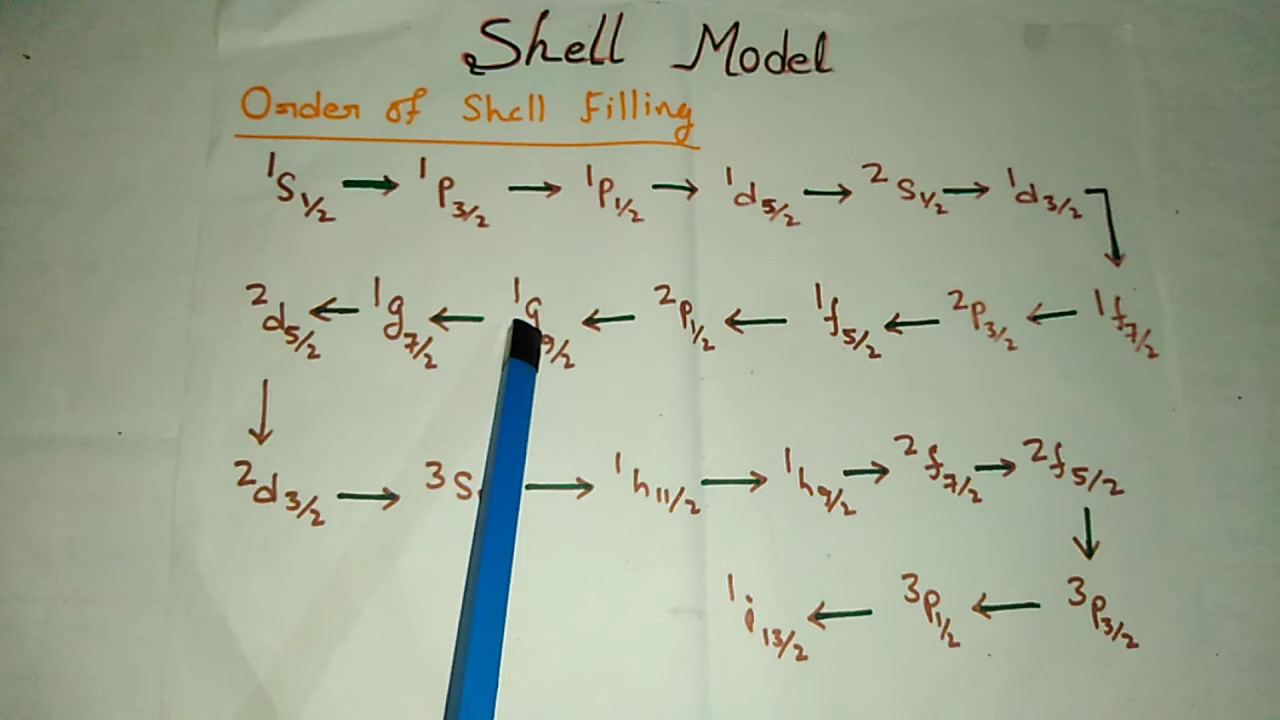 Shell Model
Order of Shell Filling
¹S₁/₂ → ¹P₃/₂ → ¹P₁/₂ → ¹d₅/₂ → ²S₁/₂ → ¹d₃/₂
²d₅/₂ ← ¹g₇/₂ ← ¹g₉/₂ ← ²P₁/₂ ← ¹f₅/₂ ← ²P₃/₂ ← ¹f₇/₂
²d₃/₂ → ³S → ¹h₁₁/₂ → ¹h₉/₂ → ²f₇/₂ → ²f₅/₂
¹i₁₃/₂ ← ³P₁/₂ ← ³P₃/₂